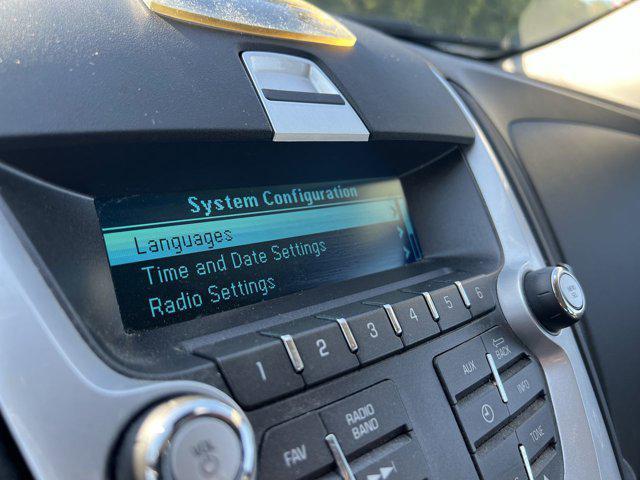 System Configuration
Languages
Time and Date Settings
Radio Settings
1 2 3 4 5 6
AUX BACK
INFO
TONE
VOL
FAV RADIO BAND